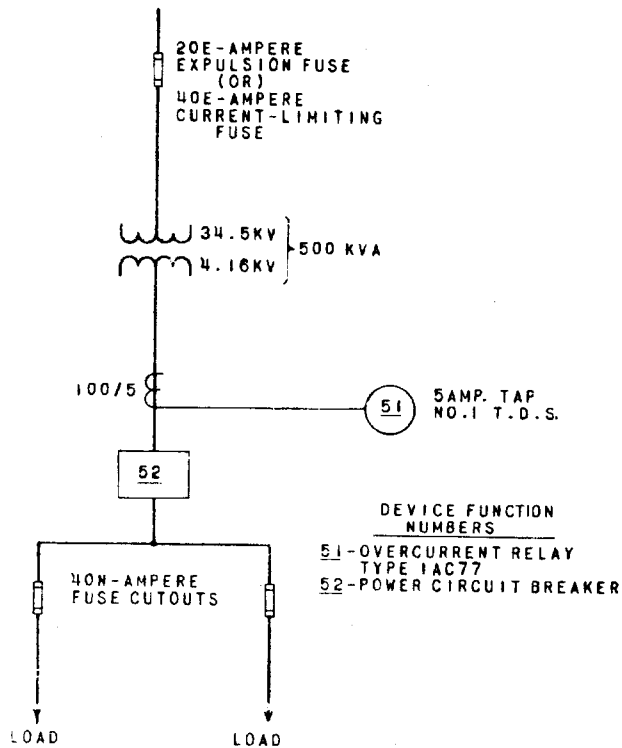 20E-AMPERE
EXPULSION FUSE
(OR)
40E-AMPERE
CURRENT-LIMITING
FUSE
34.5KV
4.16KV
500 KVA
100/5
51
5AMP. TAP
NO.1 T.D.S.
52
DEVICE FUNCTION
NUMBERS
51-OVERCURRENT RELAY
TYPE IAC77
52-POWER CIRCUIT BREAKER
40N-AMPERE
FUSE CUTOUTS
LOAD
LOAD